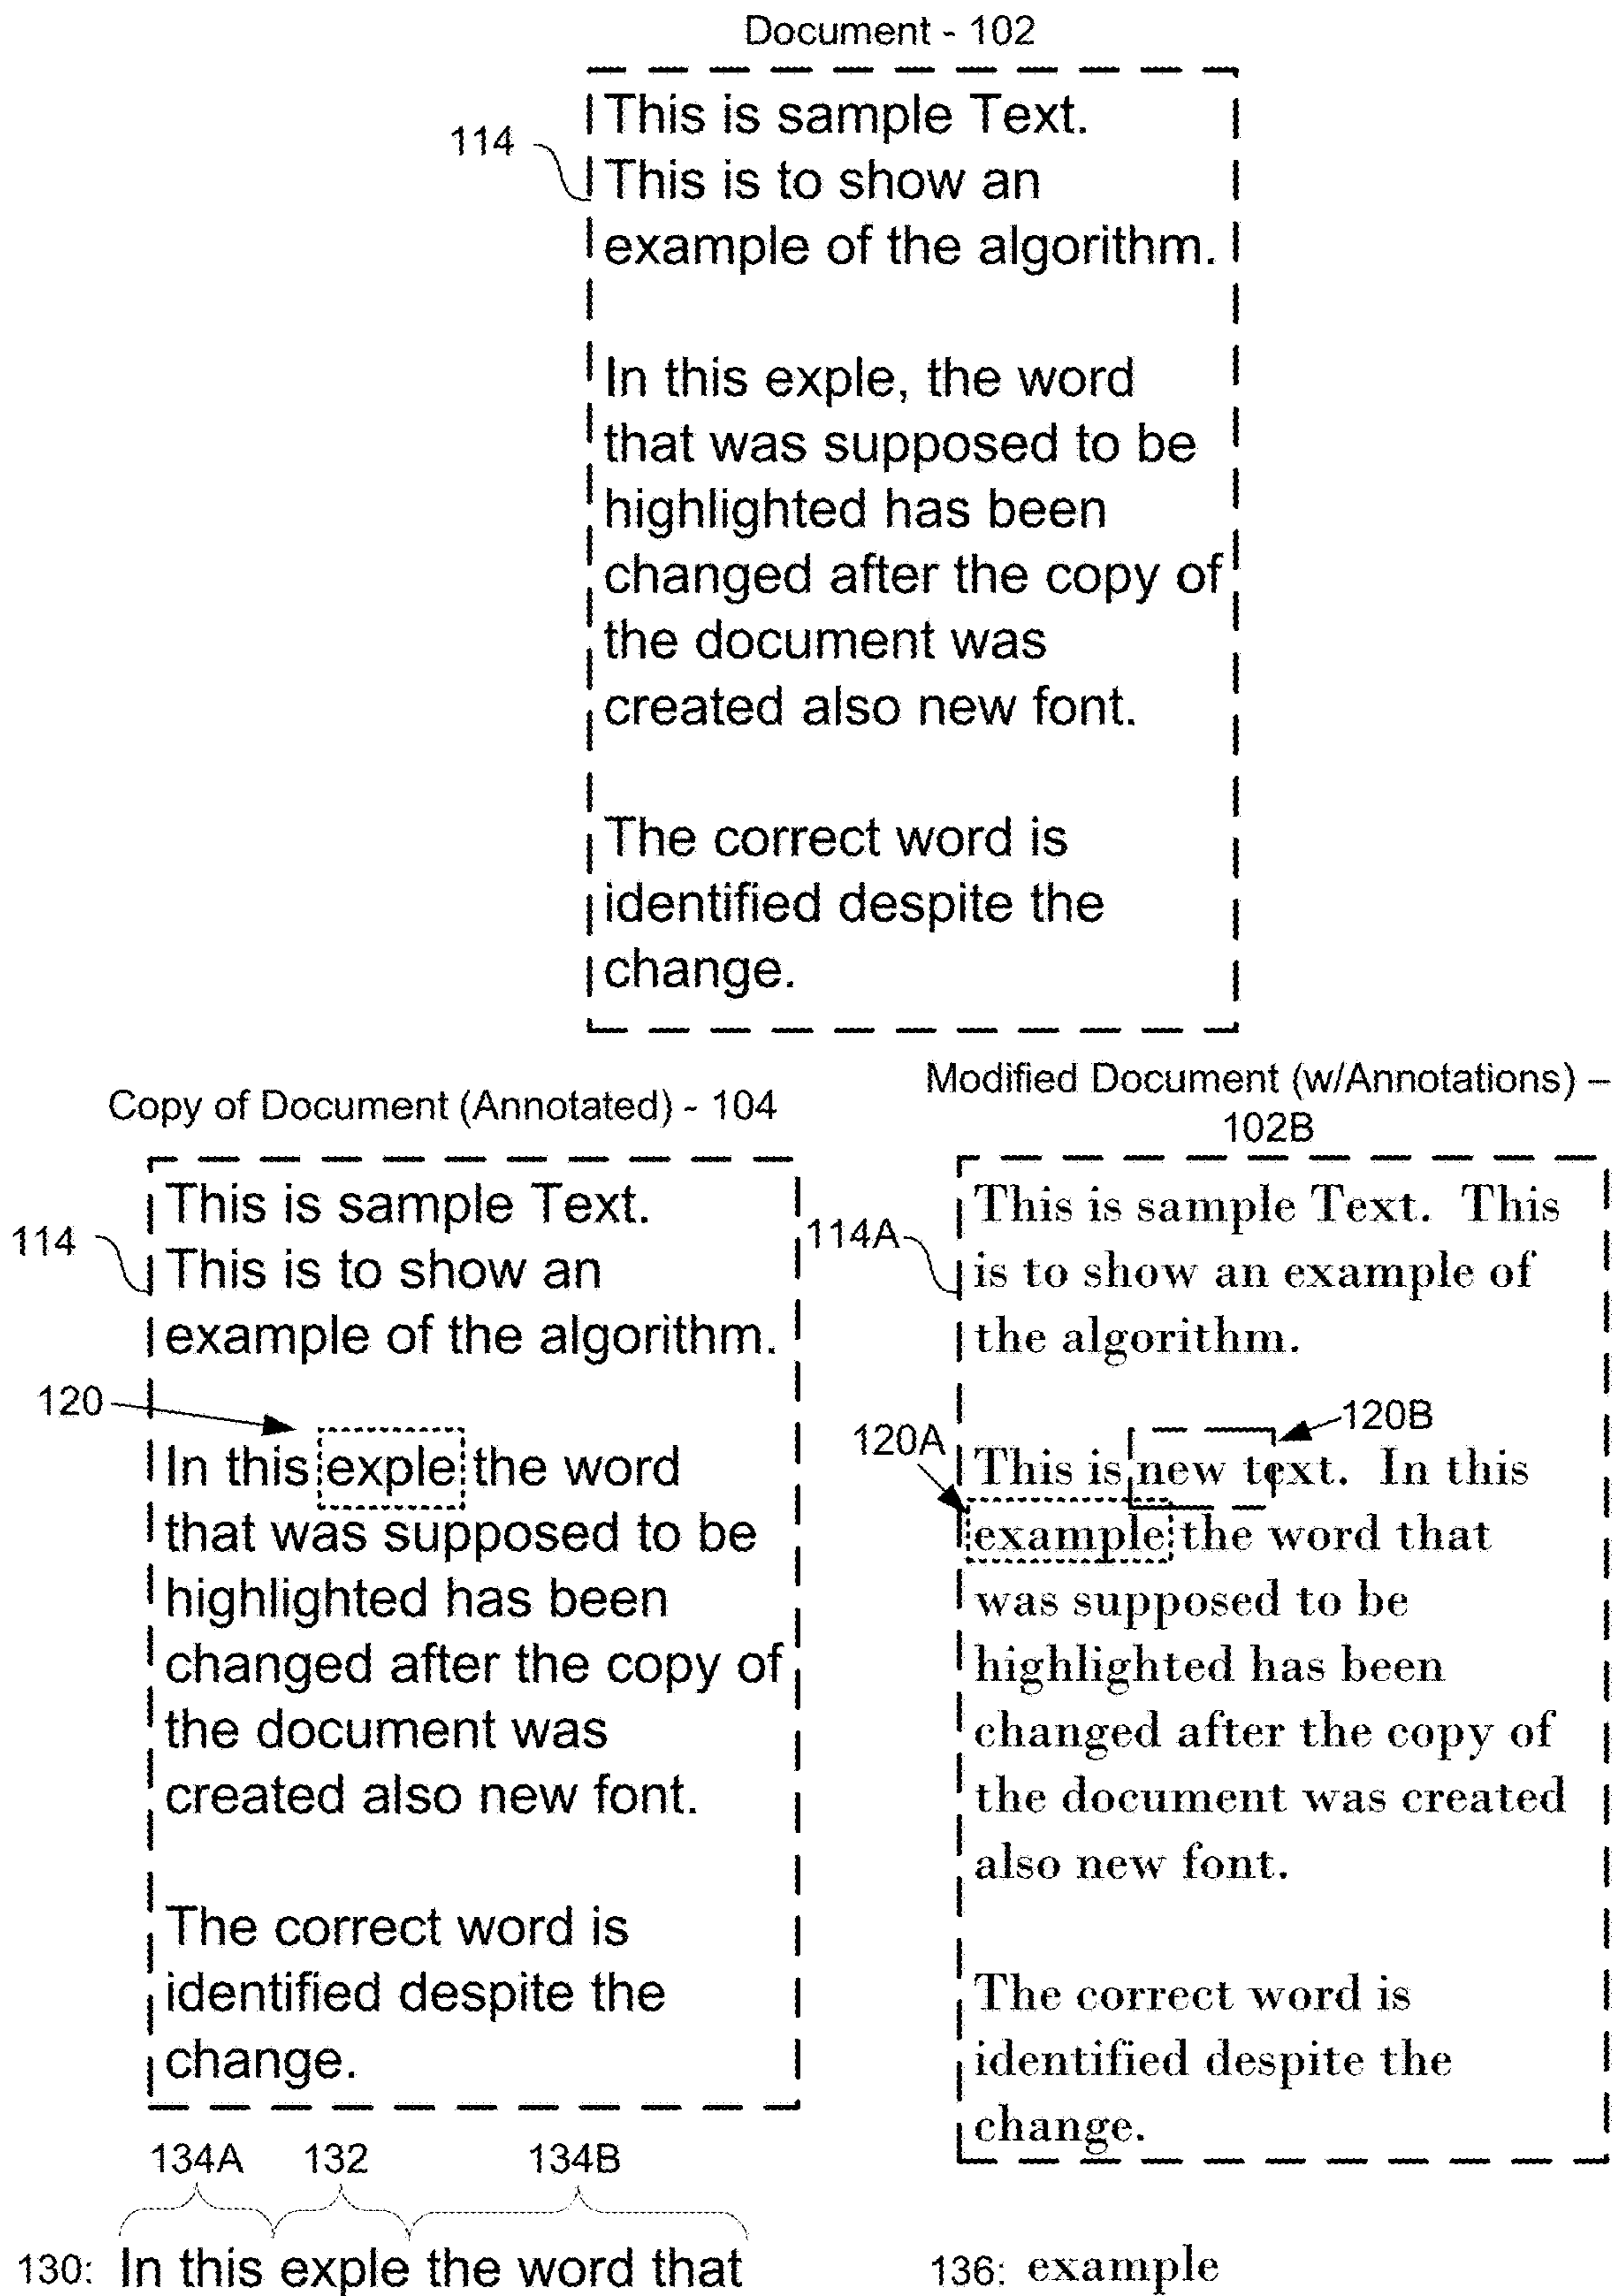 Document - 102
114
This is sample Text.
This is to show an
example of the algorithm.
In this exple, the word
that was supposed to be
highlighted has been
changed after the copy of
the document was
created also new font.
The correct word is
identified despite the
change.
Copy of Document (Annotated) - 104
114
This is sample Text.
This is to show an
example of the algorithm.
120
In this exple the word
that was supposed to be
highlighted has been
changed after the copy of
the document was
created also new font.
The correct word is
identified despite the
change.
134A 132 134B
130: In this exple the word that
Modified Document (w/Annotations) –
102B
114A
This is sample Text. This
is to show an example of
the algorithm.
120A
120B
This is new text. In this
example the word that
was supposed to be
highlighted has been
changed after the copy of
the document was created
also new font.
The correct word is
identified despite the
change.
136: example